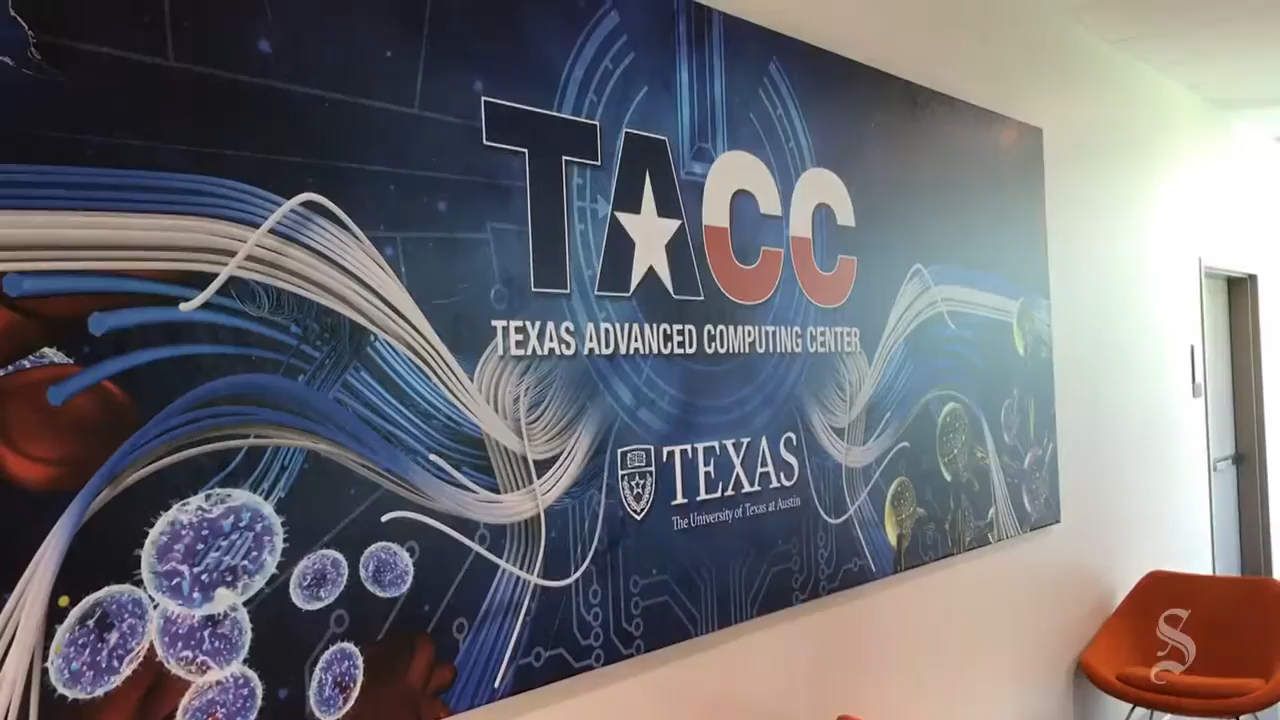 TACC
TEXAS ADVANCED COMPUTING CENTER
TEXAS
The University of Texas at Austin
S